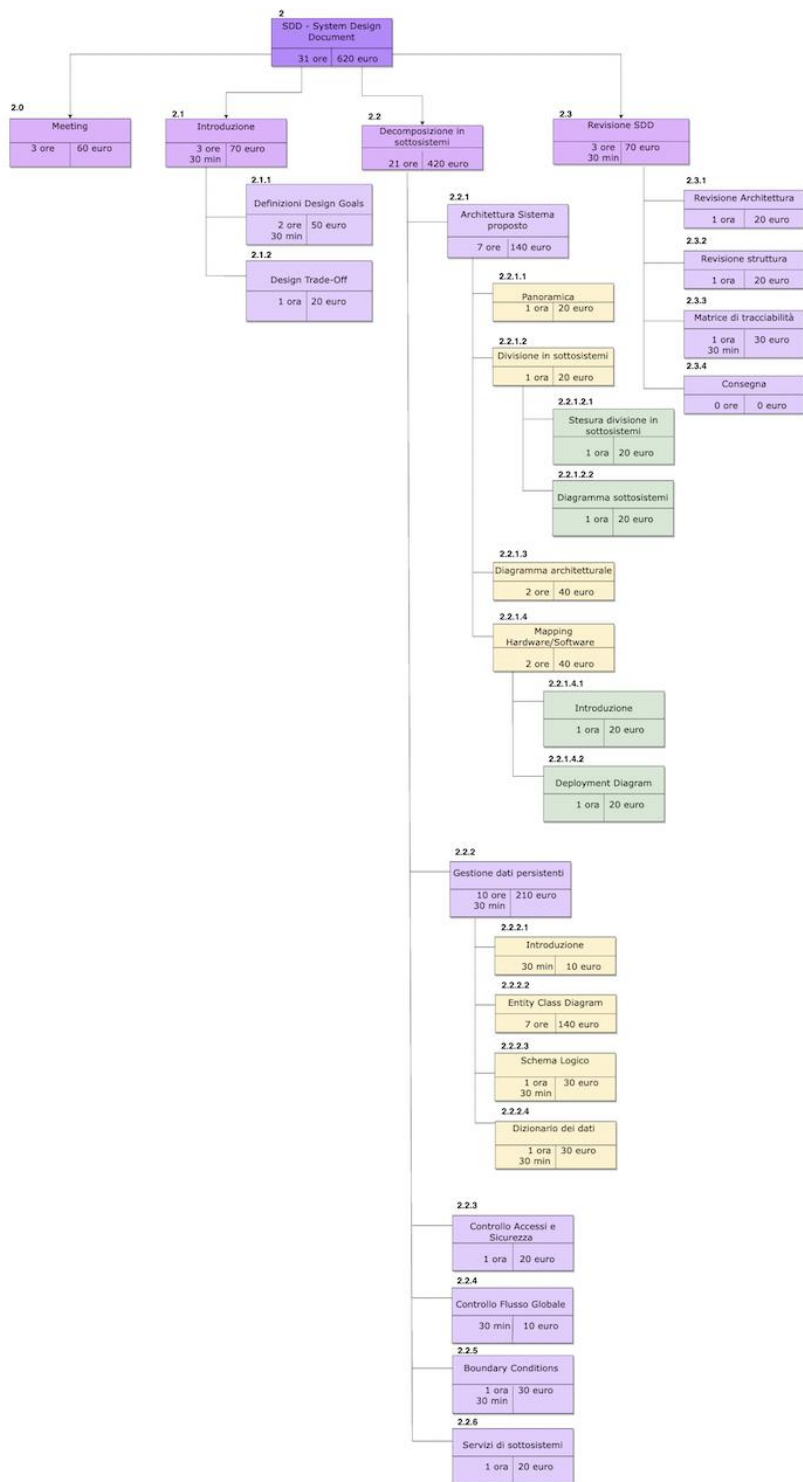 2
SDD - System Design
Document
31 ore 620 euro
2.0
Meeting
3 ore 60 euro
2.1
Introduzione
3 ore 70 euro
30 min
2.1.1
Definizioni Design Goals
2 ore 50 euro
30 min
2.1.2
Design Trade-Off
1 ora 20 euro
2.2
Decomposizione in
sottosistemi
21 ore 420 euro
2.2.1
Architettura Sistema
proposto
7 ore 140 euro
2.2.1.1
Panoramica
1 ora 20 euro
2.2.1.2
Divisione in sottosistemi
1 ora 20 euro
2.2.1.2.1
Stesura divisione in
sottosistemi
1 ora 20 euro
2.2.1.2.2
Diagramma sottosistemi
1 ora 20 euro
2.2.1.3
Diagramma architetturale
2 ore 40 euro
2.2.1.4
Mapping
Hardware/Software
2 ore 40 euro
2.2.1.4.1
Introduzione
1 ora 20 euro
2.2.1.4.2
Deployment Diagram
1 ora 20 euro
2.2.2
Gestione dati persistenti
10 ore 210 euro
30 min
2.2.2.1
Introduzione
30 min 10 euro
2.2.2.2
Entity Class Diagram
7 ore 140 euro
2.2.2.3
Schema Logico
1 ora 30 euro
30 min
2.2.2.4
Dizionario dei dati
1 ora 30 euro
30 min
2.2.3
Controllo Accessi e
Sicurezza
1 ora 20 euro
2.2.4
Controllo Flusso Globale
30 min 10 euro
2.2.5
Boundary Conditions
1 ora 30 euro
30 min
2.2.6
Servizi di sottosistemi
1 ora 20 euro
2.3
Revisione SDD
3 ore 70 euro
30 min
2.3.1
Revisione Architettura
1 ora 20 euro
2.3.2
Revisione struttura
1 ora 20 euro
2.3.3
Matrice di tracciabilità
1 ora 30 euro
30 min
2.3.4
Consegna
0 ore 0 euro